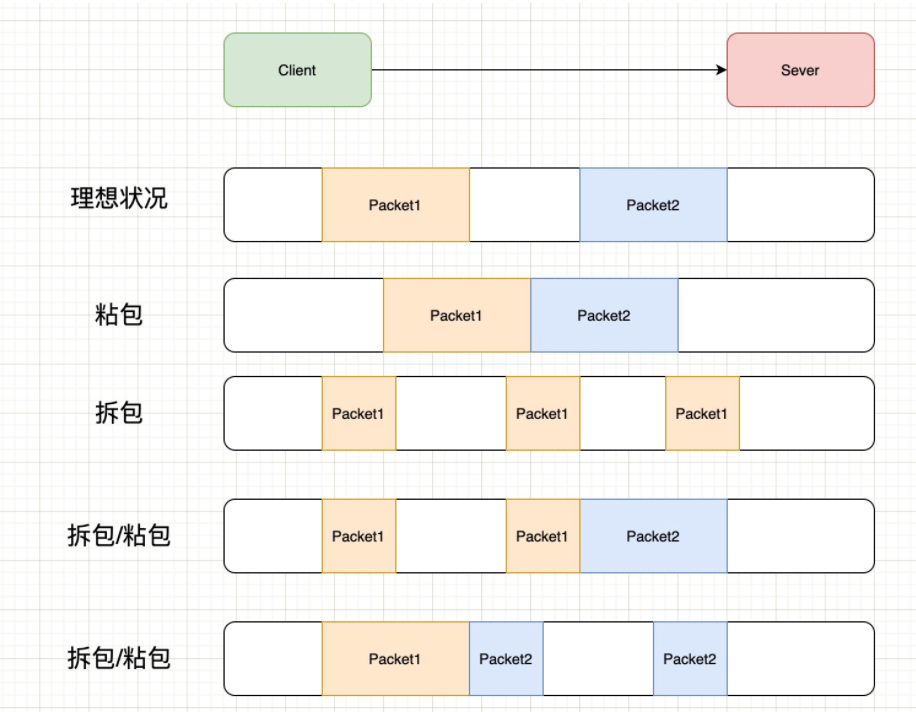 Client
Sever
理想状况
Packet1
Packet2
粘包
Packet1
Packet2
拆包
Packet1
Packet1
Packet1
拆包/粘包
Packet1
Packet1
Packet2
拆包/粘包
Packet1
Packet2
Packet2